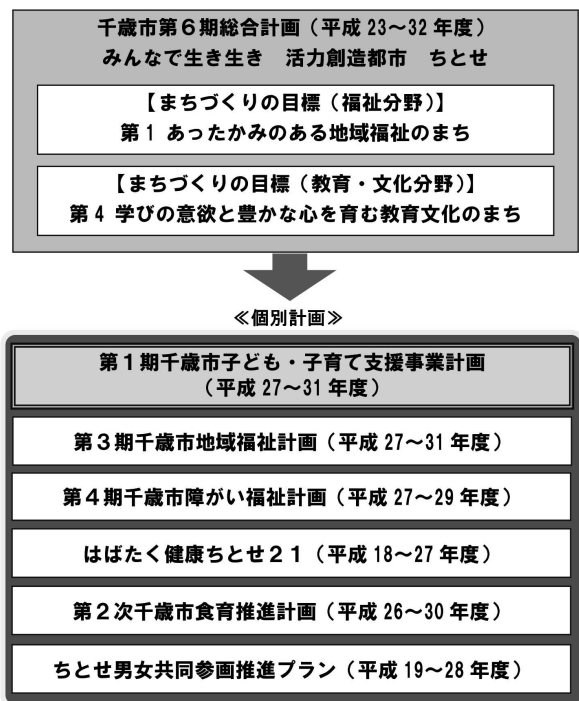 千歳市第６期総合計画（平成 23～32 年度）
みんなで生き生き　活力創造都市　ちとせ
【まちづくりの目標（福祉分野）】
第１ あったかみのある地域福祉のまち
【まちづくりの目標（教育・文化分野）】
第４ 学びの意欲と豊かな心を育む教育文化のまち
≪個別計画≫
第１期千歳市子ども・子育て支援事業計画
（平成 27～31 年度）
第３期千歳市地域福祉計画（平成 27～31 年度）
第４期千歳市障がい福祉計画（平成 27～29 年度）
はばたく健康ちとせ２１（平成 18～27 年度）
第２次千歳市食育推進計画（平成 26～30 年度）
ちとせ男女共同参画推進プラン（平成 19～28 年度）